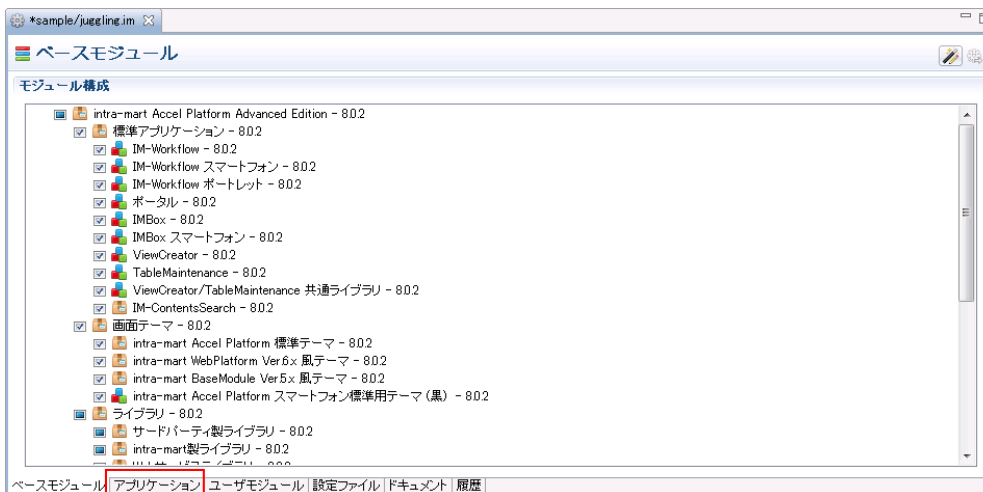 *sample/juggling.im
ベースモジュール
モジュール構成
intra-mart Accel Platform Advanced Edition - 8.0.2
標準アプリケーション - 8.0.2
IM-Workflow - 8.0.2
IM-Workflow スマートフォン - 8.0.2
IM-Workflow ポートレット - 8.0.2
ポータル - 8.0.2
IMBox - 8.0.2
IMBox スマートフォン - 8.0.2
ViewCreator - 8.0.2
TableMaintenance - 8.0.2
ViewCreator/TableMaintenance 共通ライブラリ - 8.0.2
IM-ContentsSearch - 8.0.2
画面テーマ - 8.0.2
intra-mart Accel Platform 標準テーマ - 8.0.2
intra-mart WebPlatform Ver.6.x 風テーマ - 8.0.2
intra-mart BaseModule Ver.5.x 風テーマ - 8.0.2
intra-mart Accel Platform スマートフォン標準用テーマ (黒) - 8.0.2
ライブラリ - 8.0.2
サードパーティ製ライブラリ - 8.0.2
intra-mart製ライブラリ - 8.0.2
ベースモジュール アプリケーション ユーザモジュール 設定ファイル ドキュメント 履歴